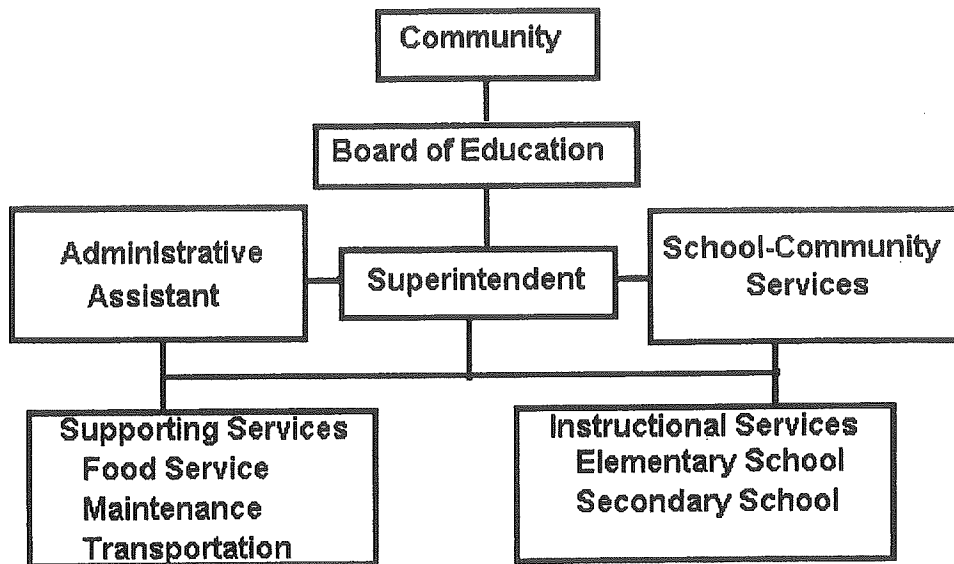 Community
Board of Education
Administrative
Assistant
Superintendent
School-Community
Services
Supporting Services
Food Service
Maintenance
Transportation
Instructional Services
Elementary School
Secondary School